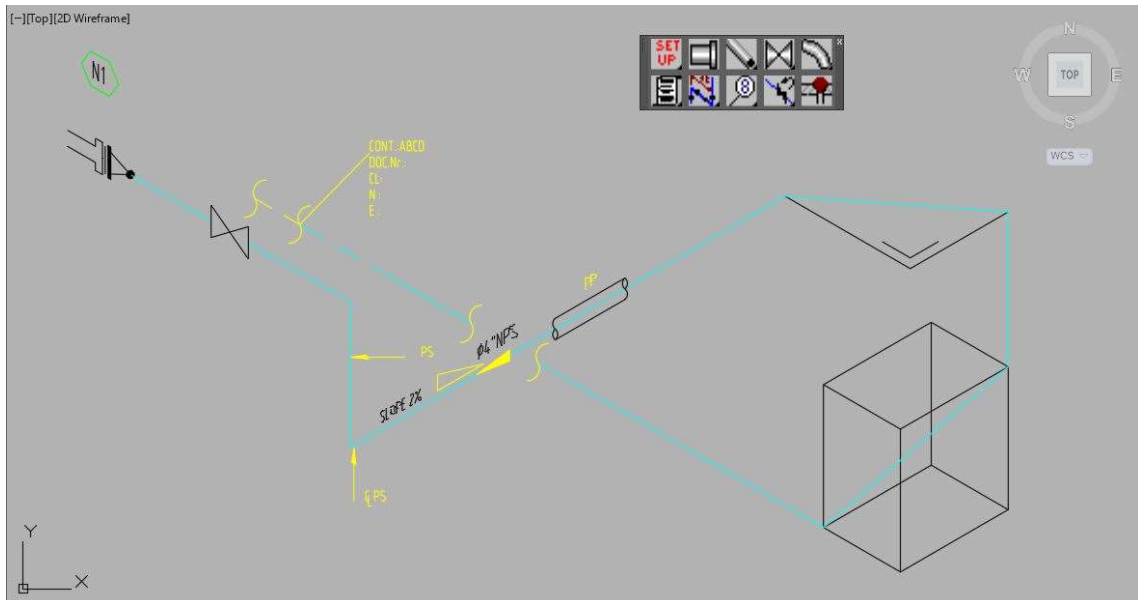 [−][Top][2D Wireframe]
N1
SET
UP
8
N
W
TOP
E
S
WCS
CONT.:ABCD
DOC.Nr:
CL:
N:
E:
PP
PS
Ø4"NPS
SLOPE 2%
℄ PS
Y
X